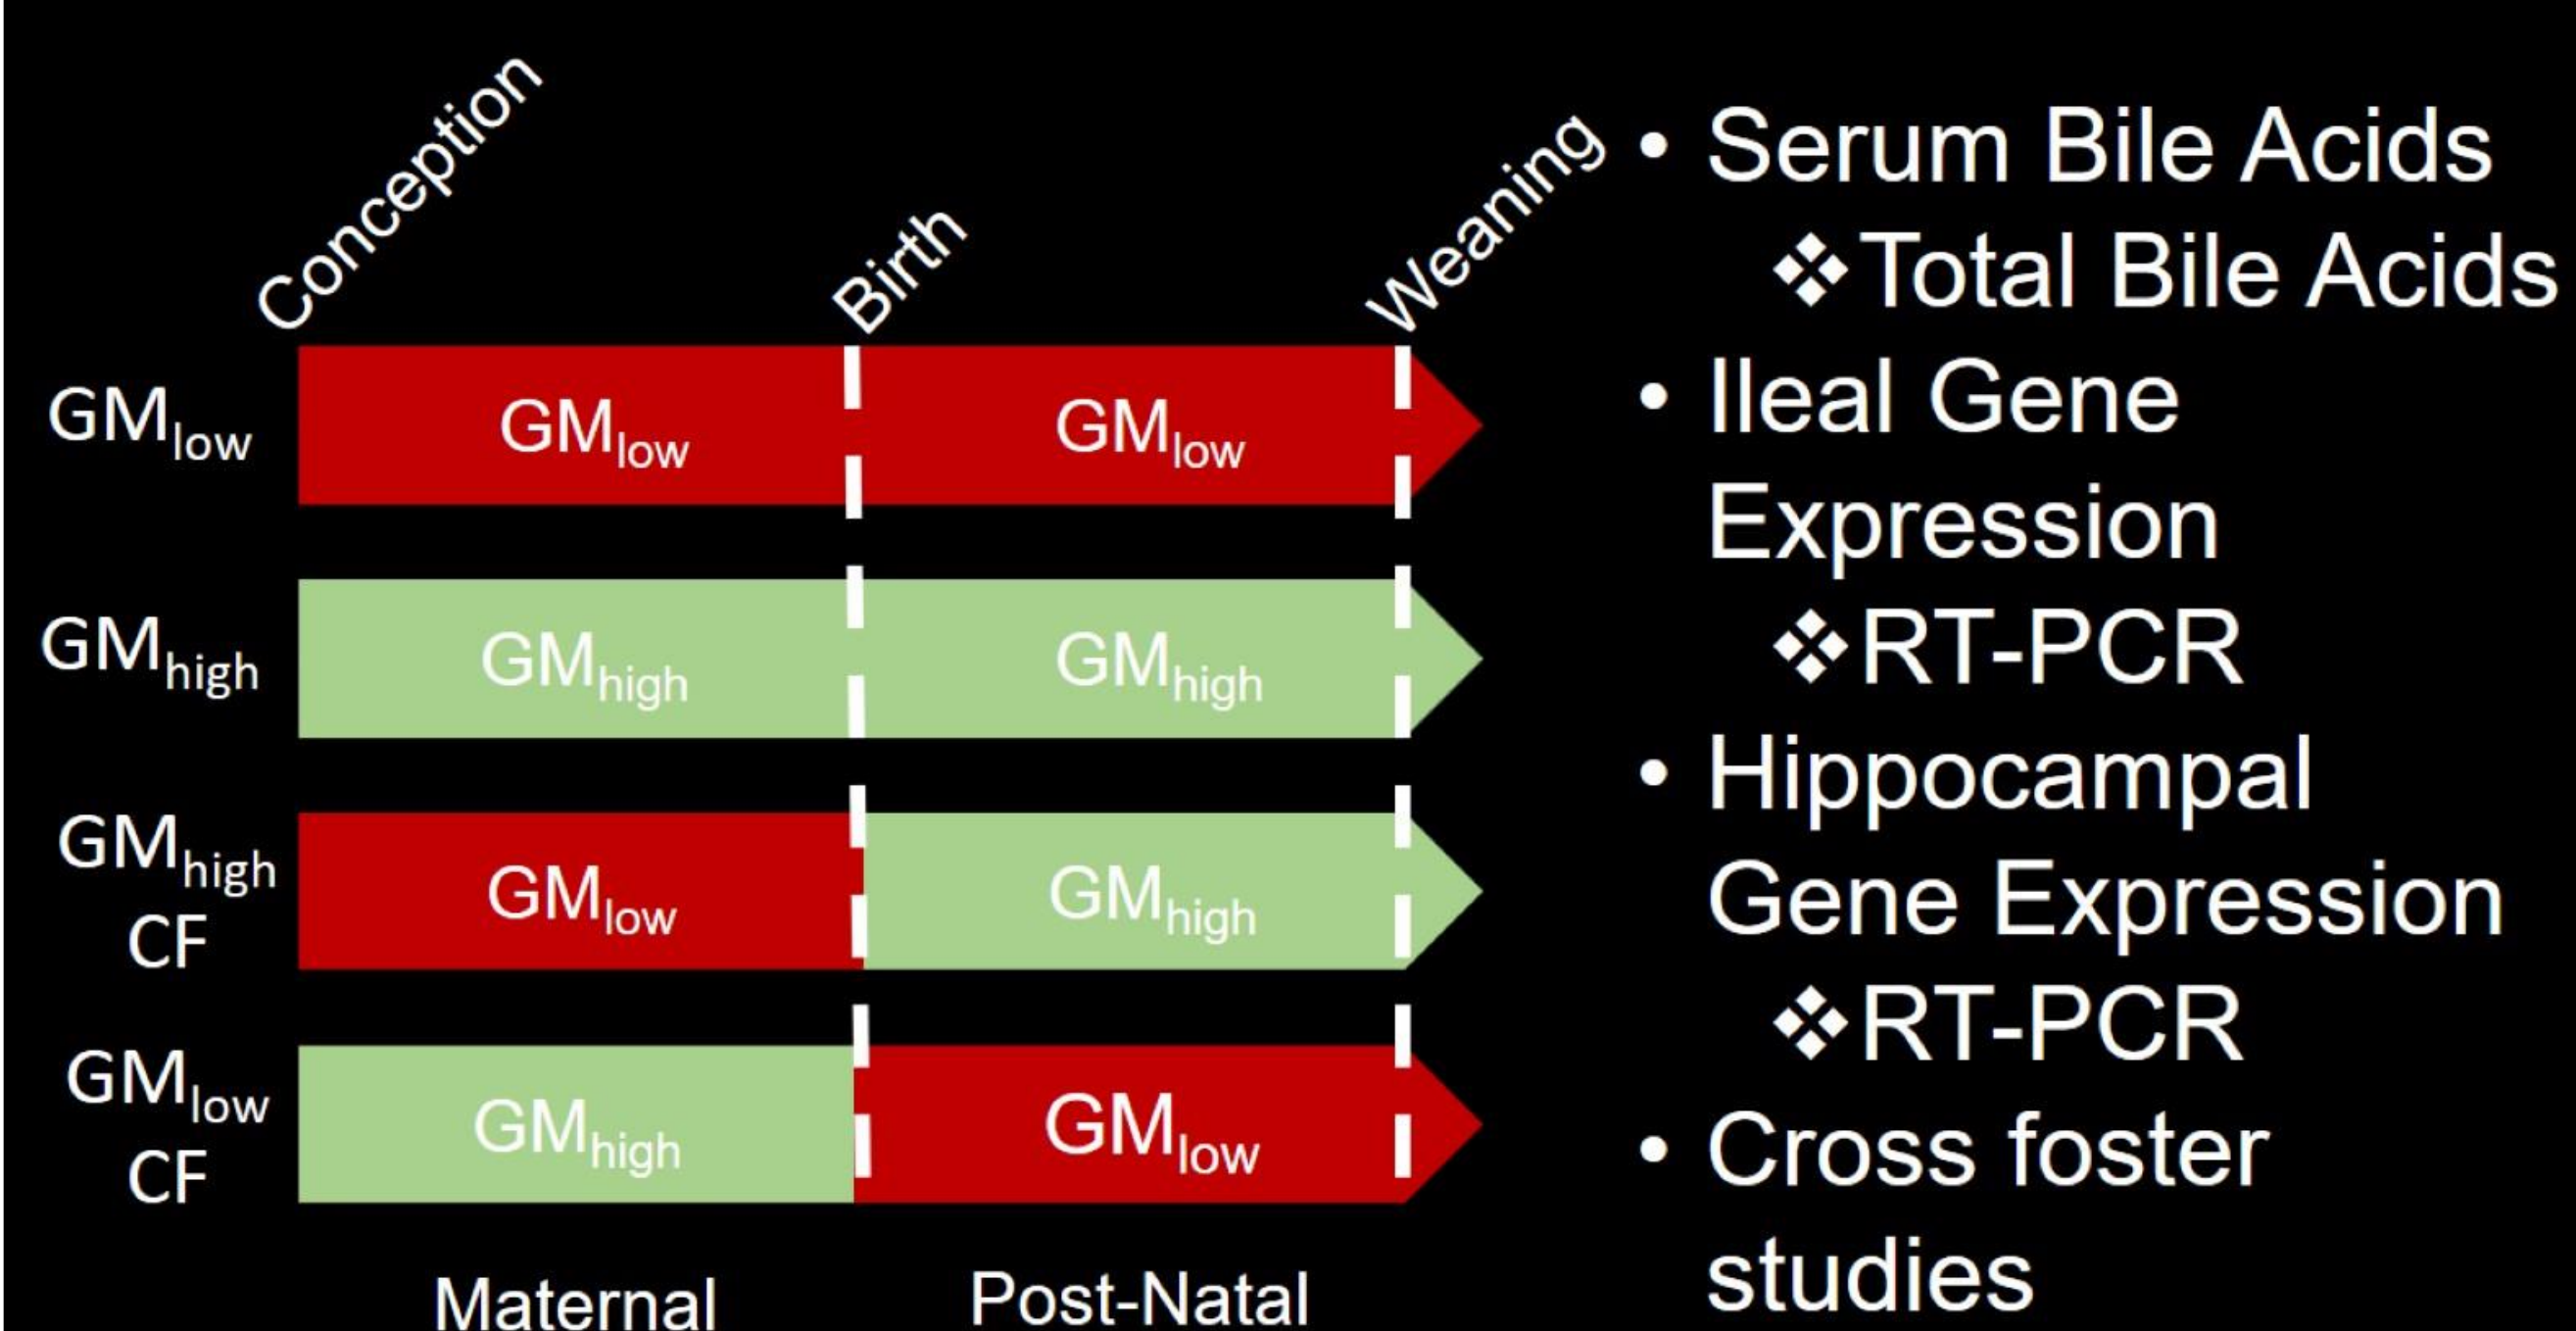 Conception
Birth
Weaning
GMlow
GMlow
GMlow
GMhigh
GMhigh
GMhigh
GMhigh
CF
GMlow
GMhigh
GMlow
CF
GMhigh
GMlow
Maternal
Post-Natal
• Serum Bile Acids
❖Total Bile Acids
• Ileal Gene
Expression
❖RT-PCR
• Hippocampal
Gene Expression
❖RT-PCR
• Cross foster
studies